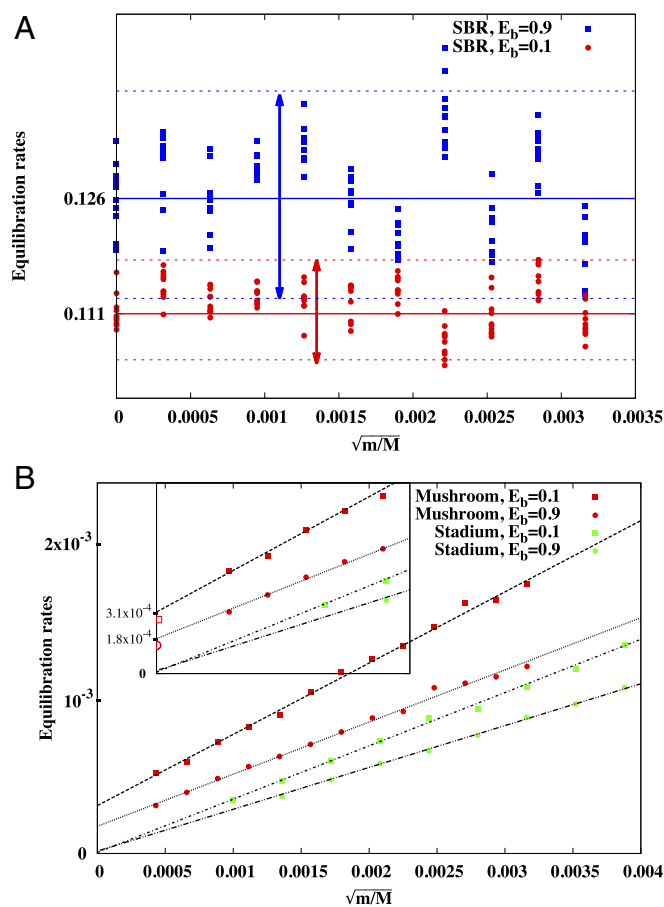 A
SBR, E_b=0.9
SBR, E_b=0.1
Equilibration rates
0.126
0.111
0 0.0005 0.001 0.0015 0.002 0.0025 0.003 0.0035
√m/M
B
Mushroom, E_b=0.1
Mushroom, E_b=0.9
Stadium, E_b=0.1
Stadium, E_b=0.9
2x10⁻³
3.1x10⁻⁴
1.8x10⁻⁴
0
10⁻³
Equilibration rates
0
0 0.0005 0.001 0.0015 0.002 0.0025 0.003 0.0035 0.004
√m/M